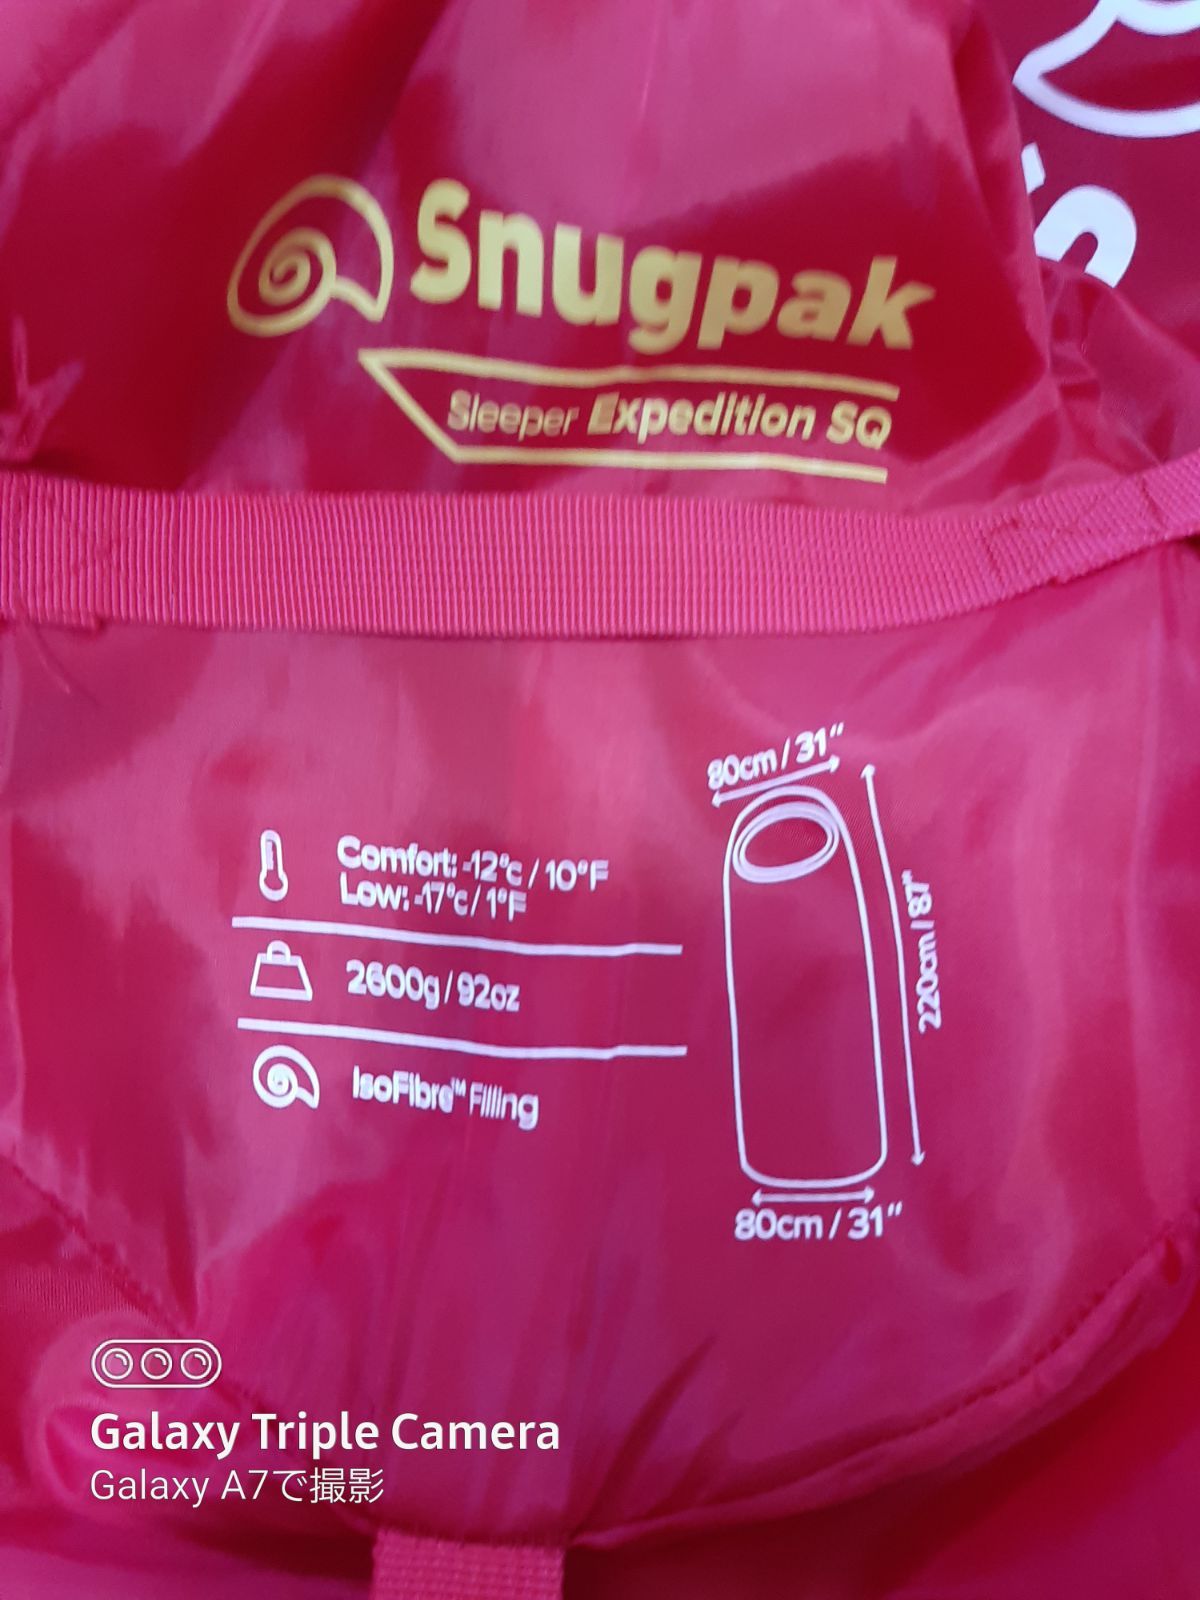 Snugpak
Sleeper Expedition SQ
80cm / 31"
220cm / 87"
Comfort: -12°c / 10°F
Low: -17°c / 1°F
2600g / 92oz
IsoFibre™ Filling
80cm / 31"
Galaxy Triple Camera
Galaxy A7で撮影